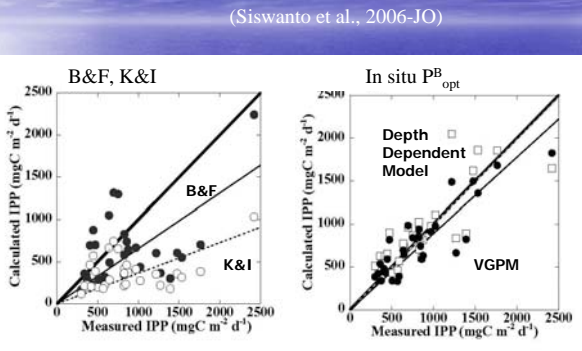 (Siswanto et al., 2006-JO)
B&F, K&I
In situ P^B_opt
Calculated IPP (mgC m⁻² d⁻¹)
2500
2000
1500
1000
500
0
B&F
K&I
0 500 1000 1500 2000 2500
Measured IPP (mgC m⁻² d⁻¹)
Calculated IPP (mgC m⁻² d⁻¹)
2500
2000
1500
1000
500
0
Depth
Dependent
Model
VGPM
0 500 1000 1500 2000 2500
Measured IPP (mgC m⁻² d⁻¹)